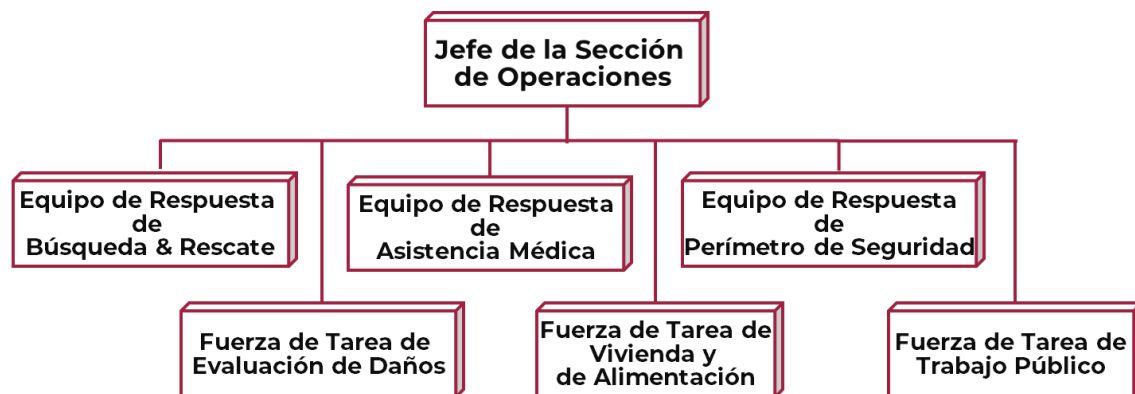 Jefe de la Sección
de Operaciones
Equipo de Respuesta
de
Búsqueda & Rescate
Equipo de Respuesta
de
Asistencia Médica
Equipo de Respuesta
de
Perímetro de Seguridad
Fuerza de Tarea de
Evaluación de Daños
Fuerza de Tarea de
Vivienda y
de Alimentación
Fuerza de Tarea de
Trabajo Público